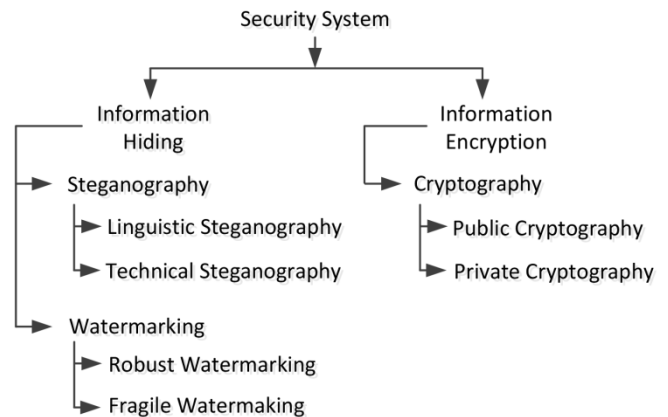 Security System
Information
Hiding
Information
Encryption
Steganography
Cryptography
Linguistic Steganography
Public Cryptography
Technical Steganography
Private Cryptography
Watermarking
Robust Watermarking
Fragile Watermaking